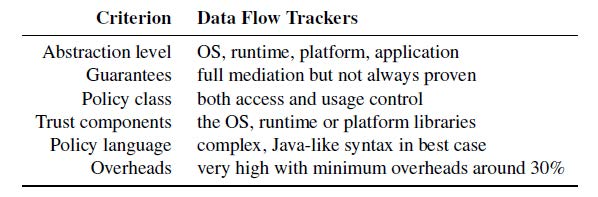 Criterion Data Flow Trackers
Abstraction level OS, runtime, platform, application
Guarantees full mediation but not always proven
Policy class both access and usage control
Trust components the OS, runtime or platform libraries
Policy language complex, Java-like syntax in best case
Overheads very high with minimum overheads around 30%